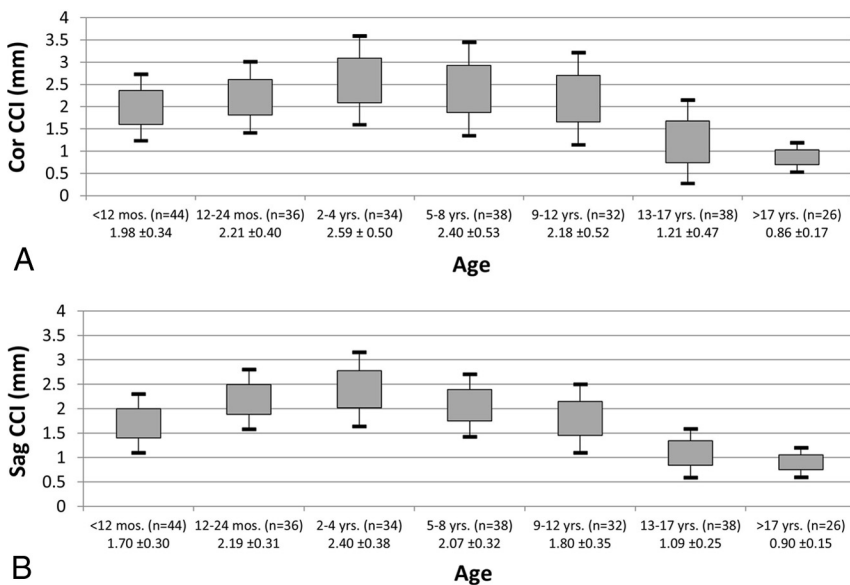 4
3.5
3
2.5
2
1.5
1
0.5
0
Cor CCI (mm)
<12 mos. (n=44) 12-24 mos. (n=36) 2-4 yrs. (n=34) 5-8 yrs. (n=38) 9-12 yrs. (n=32) 13-17 yrs. (n=38) >17 yrs. (n=26)
1.98 ±0.34 2.21 ±0.40 2.59 ± 0.50 2.40 ±0.53 2.18 ±0.52 1.21 ±0.47 0.86 ±0.17
A
Age
4
3.5
3
2.5
2
1.5
1
0.5
0
Sag CCI (mm)
<12 mos. (n=44) 12-24 mos. (n=36) 2-4 yrs. (n=34) 5-8 yrs. (n=38) 9-12 yrs. (n=32) 13-17 yrs. (n=38) >17 yrs. (n=26)
1.70 ±0.30 2.19 ±0.31 2.40 ±0.38 2.07 ±0.32 1.80 ±0.35 1.09 ±0.25 0.90 ±0.15
B
Age